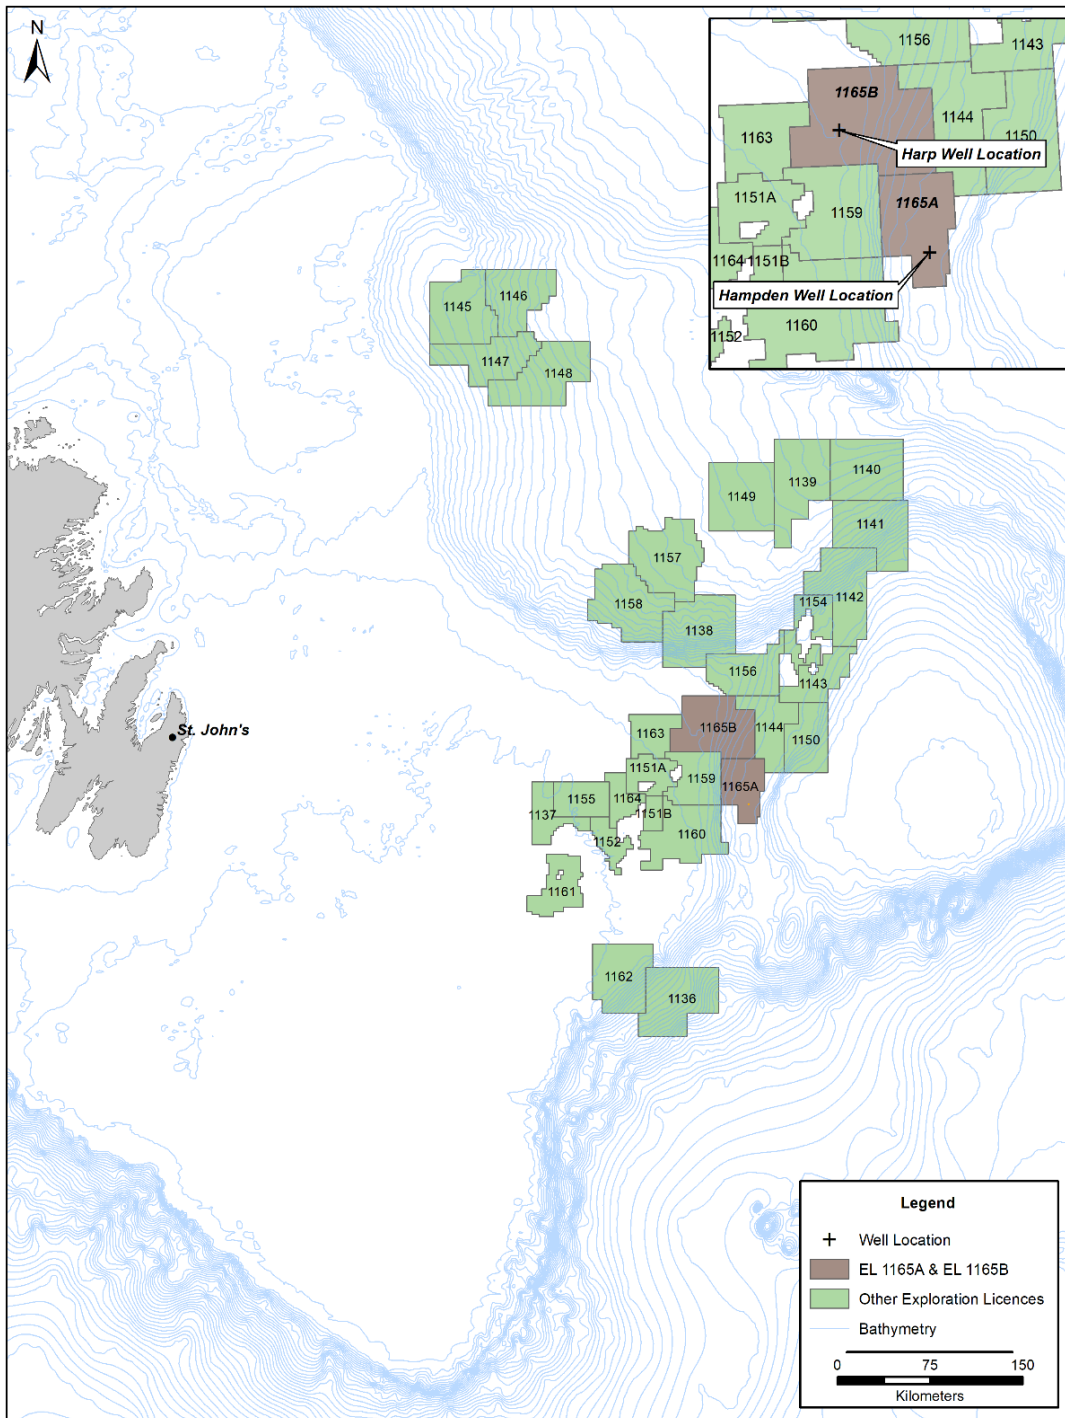 N
1156
1143
1165B
1144
1163
1150
Harp Well Location
1151A
1159
1165A
1164
1151B
Hampden Well Location
1160
1152
1145
1146
1147
1148
1149
1139
1140
1141
1157
1158
1154
1142
1138
1156
1143
1165B
1144
1150
1163
St. John's
1151A
1159
1165A
1155
1164
1137
1151B
1160
1152
1161
1162
1136
Legend
Well Location
EL 1165A & EL 1165B
Other Exploration Licences
Bathymetry
0 75 150
Kilometers